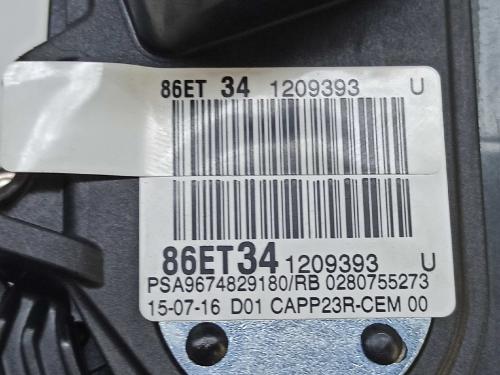 86ET 34 1209393 U
86ET34 1209393 U
PSA9674829180/RB 0280755273
15-07-16 D01 CAPP23R-CEM 00